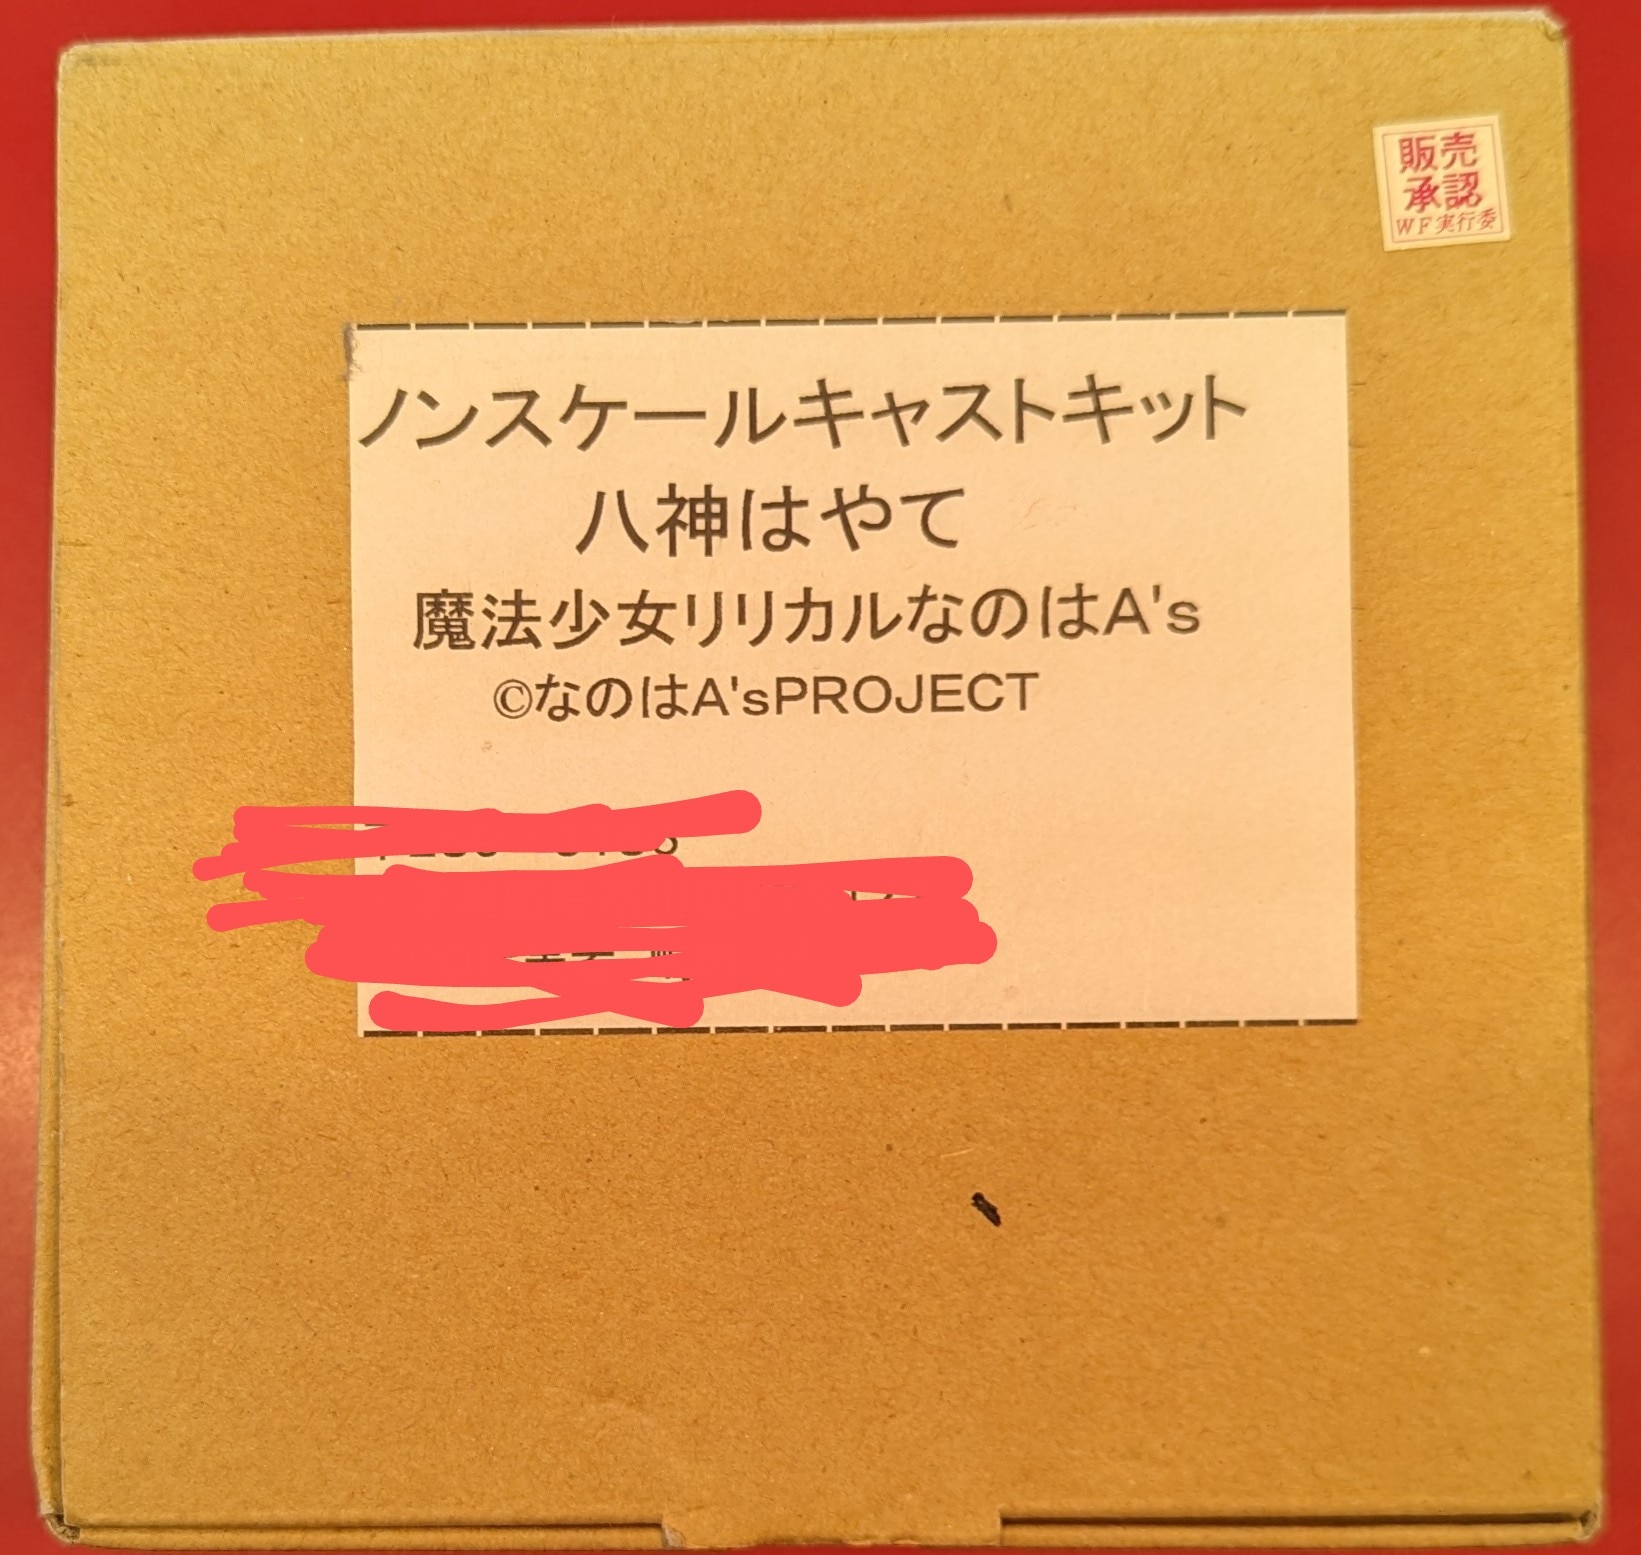 販売
承認
WF実行委
ノンスケールキャストキット
八神はやて
魔法少女リリカルなのはA's
©なのはA'sPROJECT